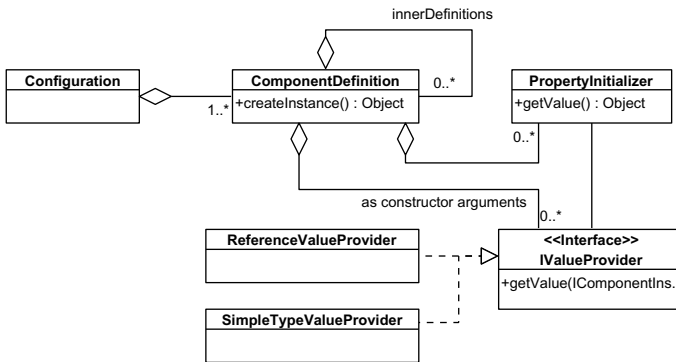 innerDefinitions
Configuration
ComponentDefinition
+createInstance() : Object
0..*
1..*
PropertyInitializer
+getValue() : Object
0..*
as constructor arguments
0..*
ReferenceValueProvider
<<Interface>>
IValueProvider
+getValue(IComponentIns..
SimpleTypeValueProvider